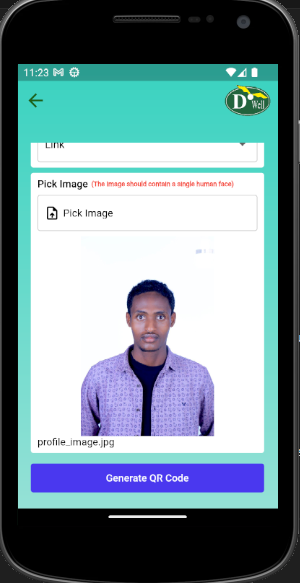 11:23
D Well
Link
Pick Image (The image should contain a single human face)
Pick Image
profile_image.jpg
Generate QR Code